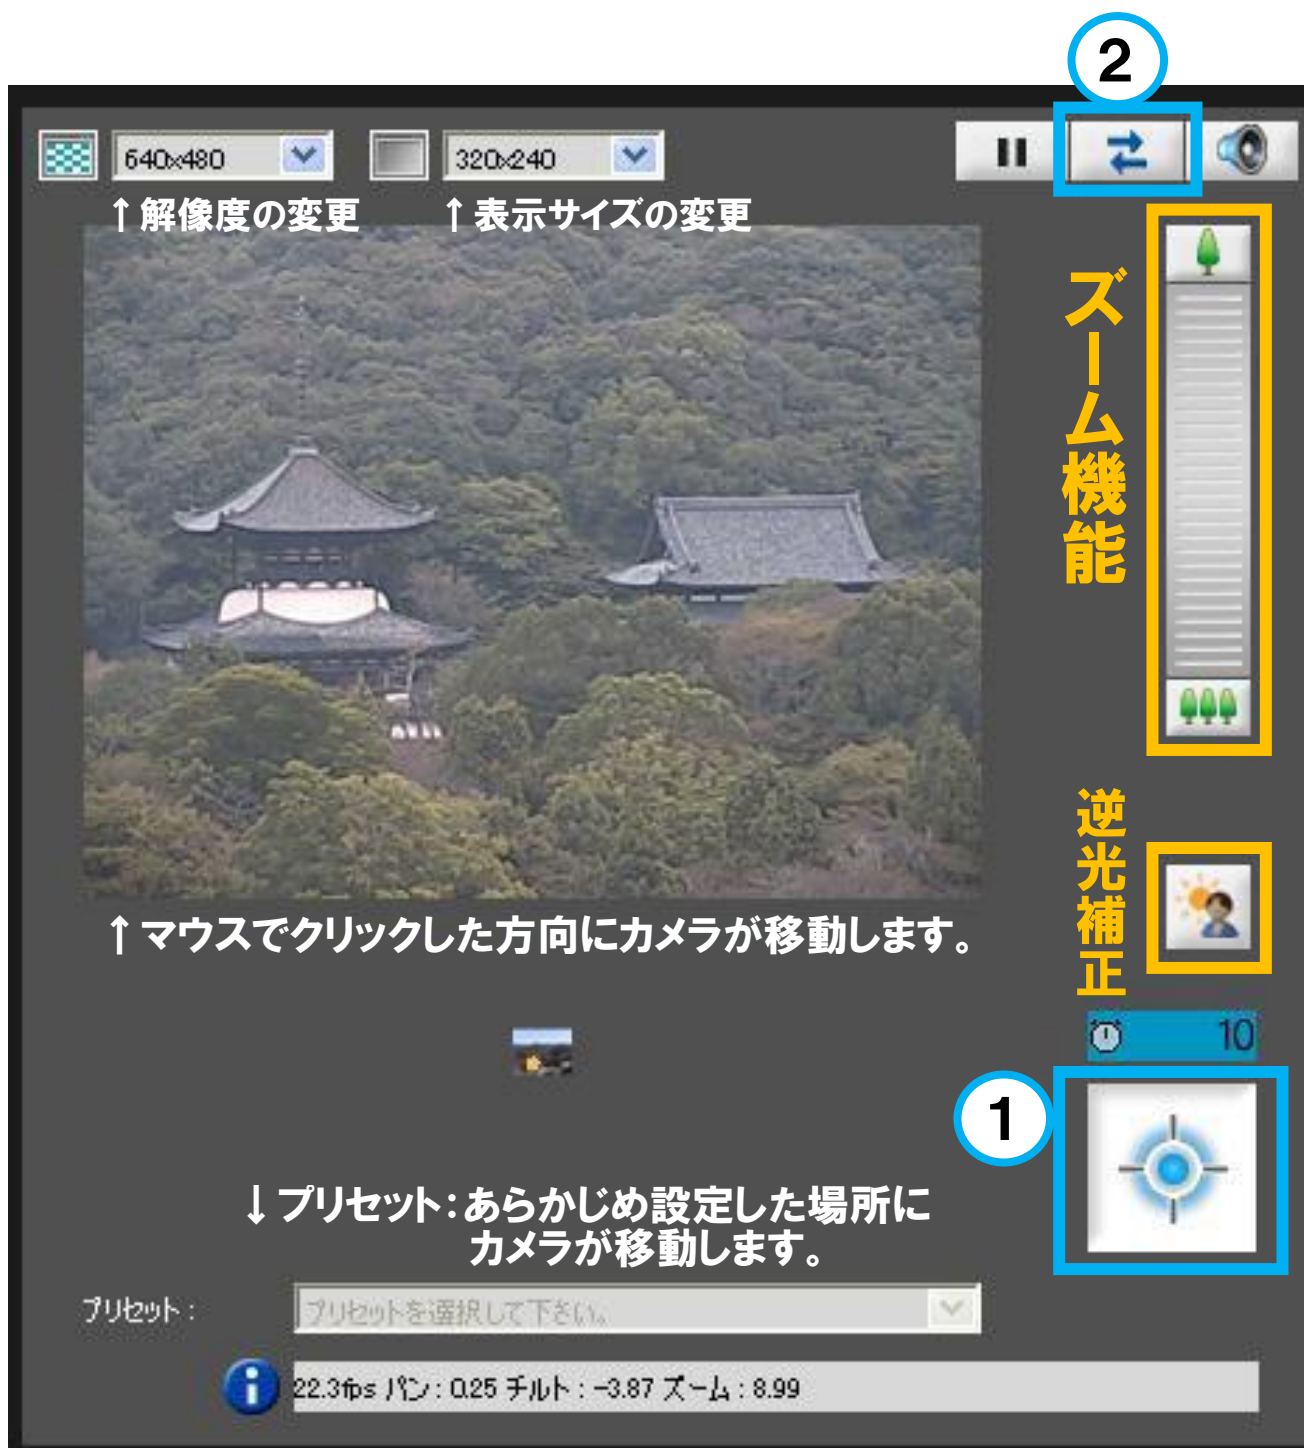 2
640x480
320x240
↑解像度の変更
↑表示サイズの変更
ズーム機能
↑マウスでクリックした方向にカメラが移動します。
逆光補正
10
1
↓プリセット：あらかじめ設定した場所に
カメラが移動します。
プリセット：
プリセットを選択して下さい。
22.3fps パン : 0.25 チルト : -3.87 ズーム : 8.99